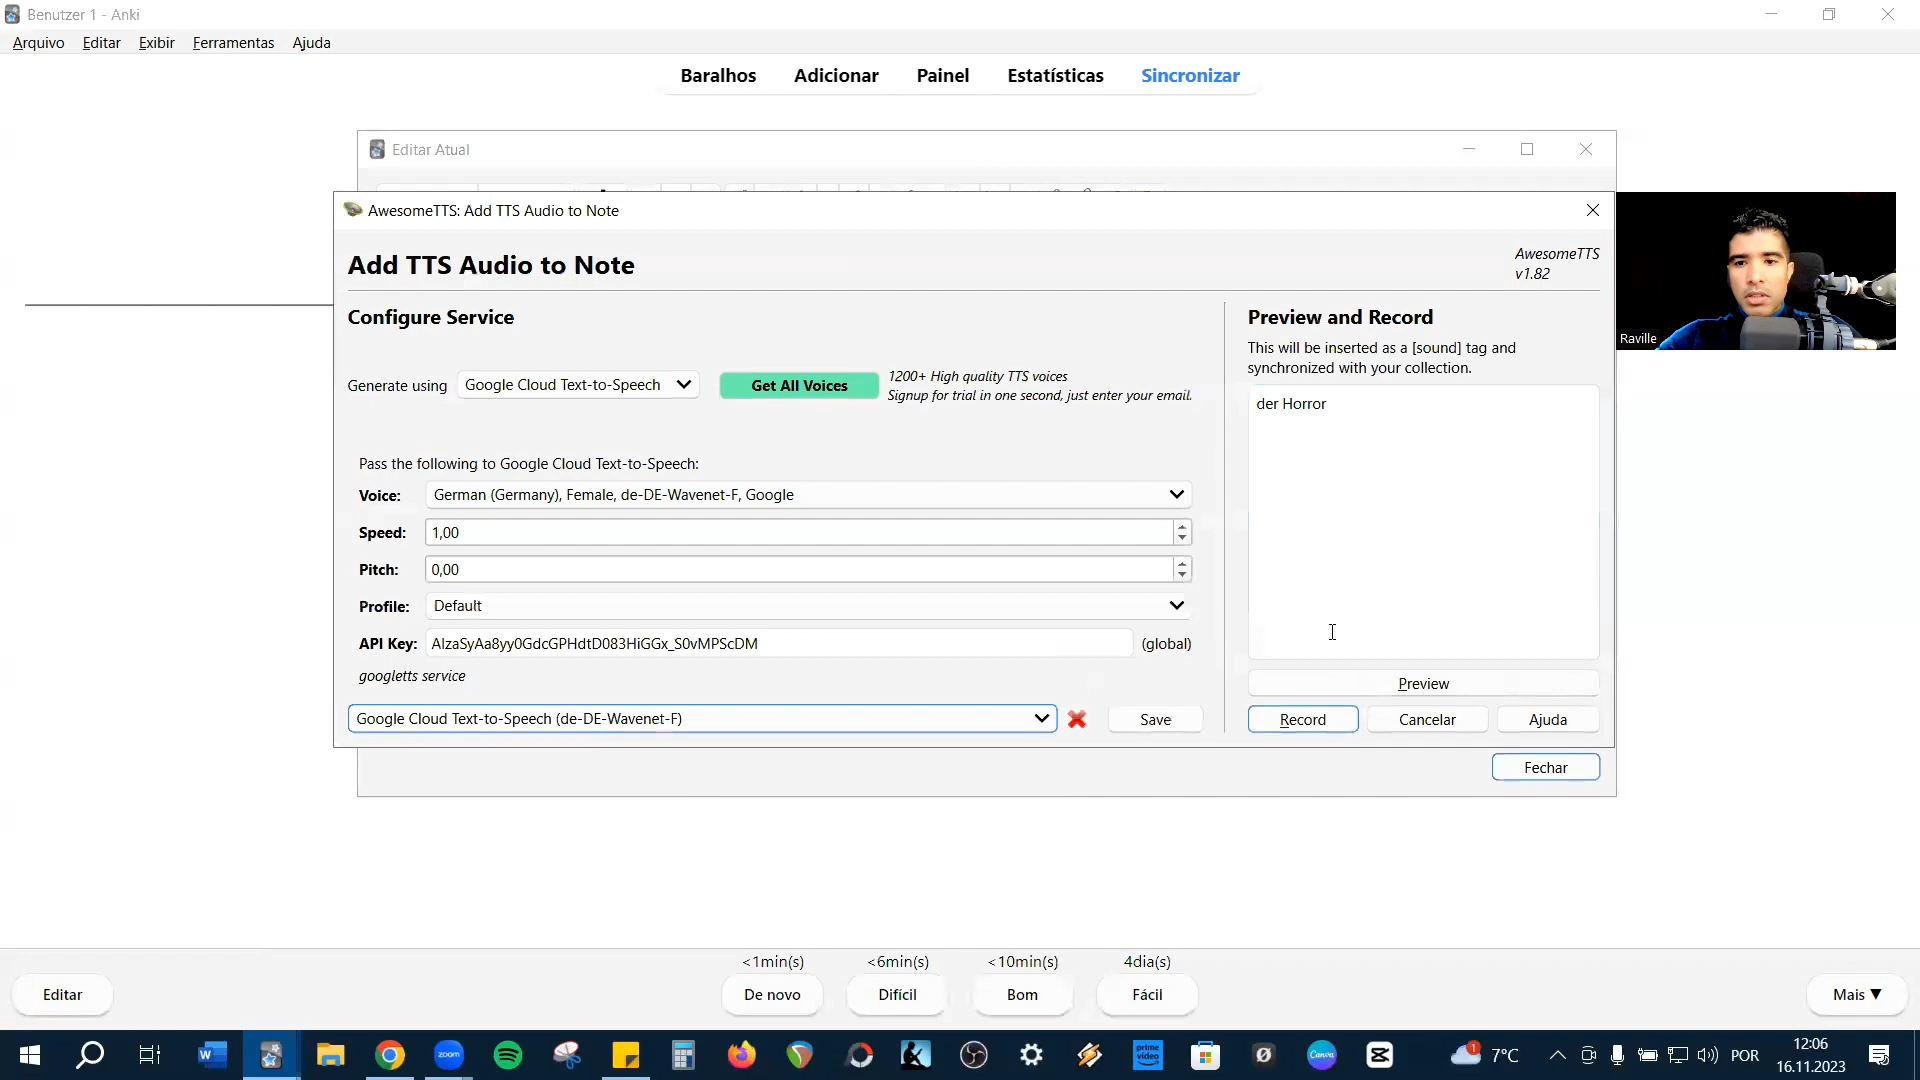 Benutzer 1 - Anki
Arquivo Editar Exibir Ferramentas Ajuda
Baralhos Adicionar Painel Estatísticas Sincronizar
Editar Atual
AwesomeTTS: Add TTS Audio to Note
Add TTS Audio to Note
AwesomeTTS
v1.82
Configure Service
Generate using Google Cloud Text-to-Speech Get All Voices
1200+ High quality TTS voices
Signup for trial in one second, just enter your email.
Pass the following to Google Cloud Text-to-Speech:
Voice: German (Germany), Female, de-DE-Wavenet-F, Google
Speed: 1,00
Pitch: 0,00
Profile: Default
API Key: AIzaSyAa8yy0GdcGPHdtD083HiGGx_S0vMPScDM (global)
googletts service
Google Cloud Text-to-Speech (de-DE-Wavenet-F) Save
Preview and Record
This will be inserted as a [sound] tag and
synchronized with your collection.
der Horror
Preview
Record Cancelar Ajuda
Fechar
Raville
<1min(s) <6min(s) <10min(s) 4dia(s)
Editar De novo Difícil Bom Fácil Mais ▼
zoom
prime
video
Canva
1
7°C
POR
12:06
16.11.2023